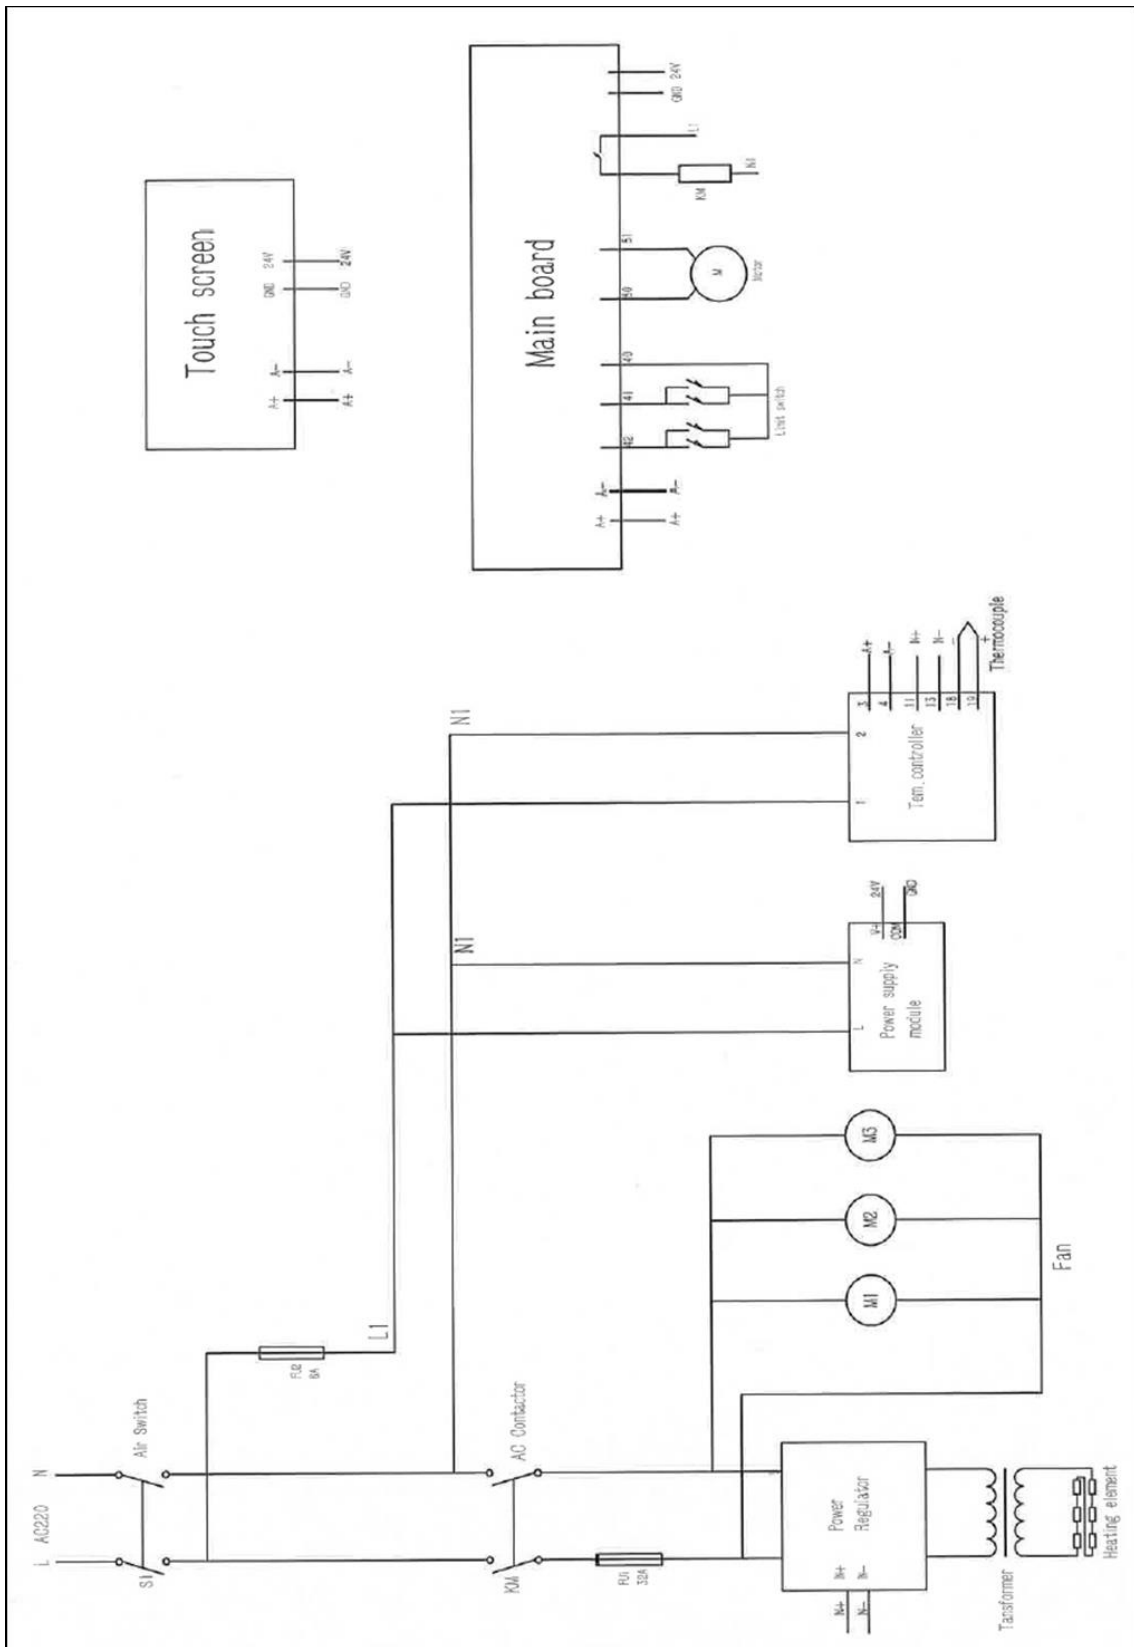 AC220
L
N
S1
Air Switch
FU2
6A
L1
KM
AC Contactor
FU1
32A
N+
N-
N+
N-
Power
Regulator
Tansformer
Heating element
M1
M2
M3
Fan
N1
L
N
Power supply
module
V+
COM
24V
GND
N1
1
2
Tem.controller
3
4
11
13
18
19
A+
A-
N+
N-
-
+
Thermocouple
Touch screen
A+
A-
GND
24V
A+
A-
GND
24V
Main board
A+
A-
A+
A-
42
41
40
Limit switch
50
51
M
Motor
KM
N1
L1
GND
24V